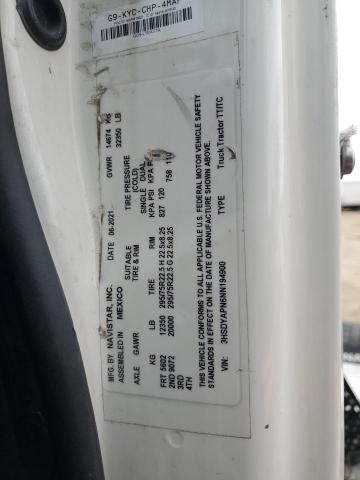 G9-KYC-CHP-4MAP
MFG BY: NAVISTAR, INC. DATE 06-2021 GVWR 14674 KG
ASSEMBLED IN MEXICO 32350 LB
SUITABLE TIRE PRESSURE
AXLE GAWR TIRE & RIM (COLD)
SINGLE DUAL
KG LB TIRE RIM KPA PSI KPA PSI
FRT 5602 12350 295/75R22.5 H 22.5x8.25 827 120
2ND 9072 20000 295/75R22.5 G 22.5x8.25 758 110
3RD
4TH
THIS VEHICLE CONFORMS TO ALL APPLICABLE U.S. FEDERAL MOTOR VEHICLE SAFETY
STANDARDS IN EFFECT ON THE DATE OF MANUFACTURE SHOWN ABOVE.
VIN: 3HSDYAPN6NN194900 TYPE Truck Tractor TT/TC